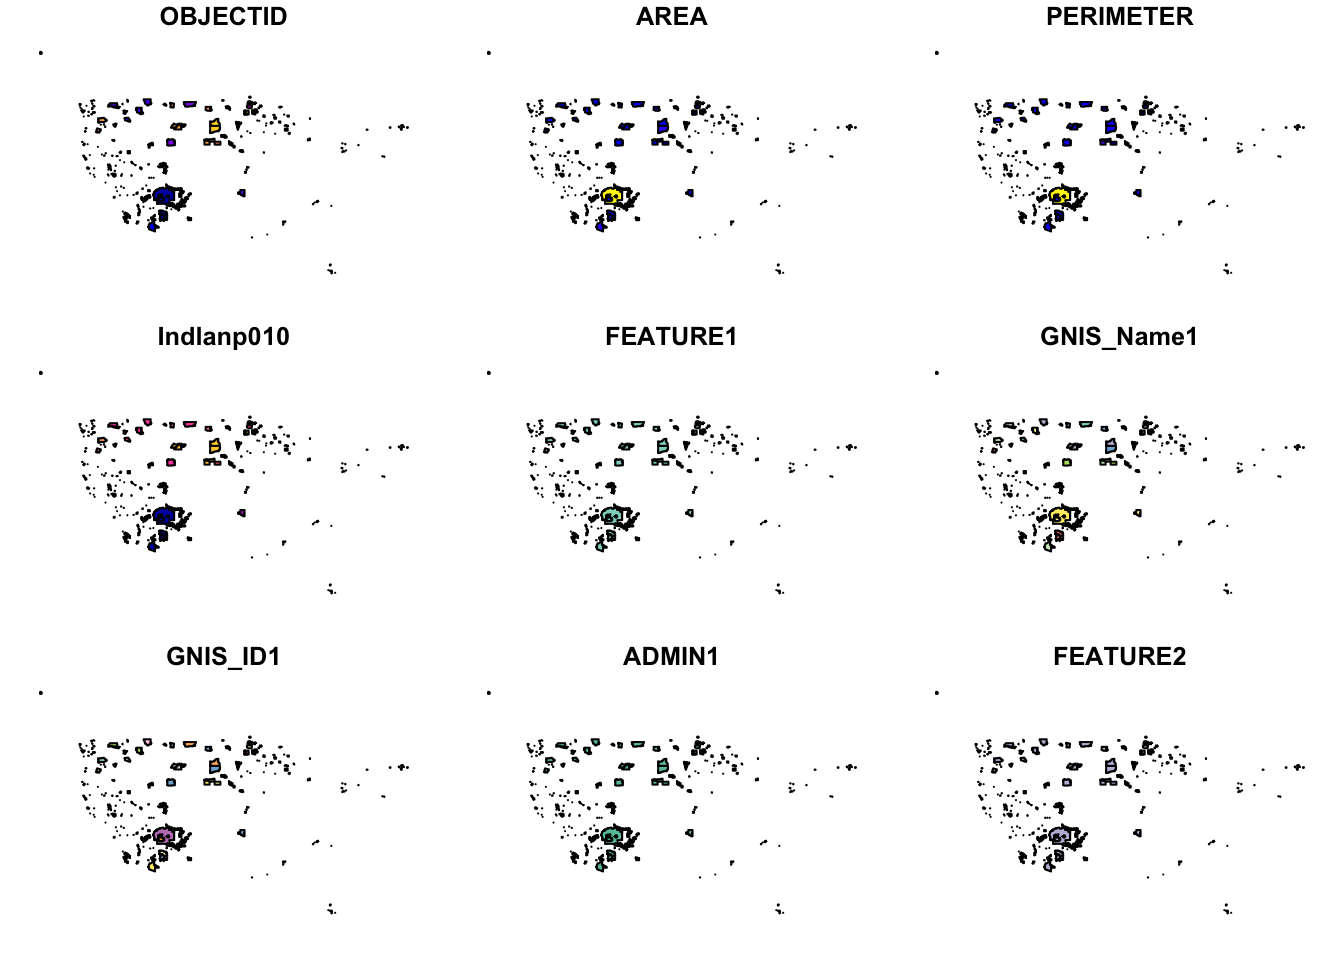 OBJECTID AREA PERIMETER
Indlanp010 FEATURE1 GNIS_Name1
GNIS_ID1 ADMIN1 FEATURE2